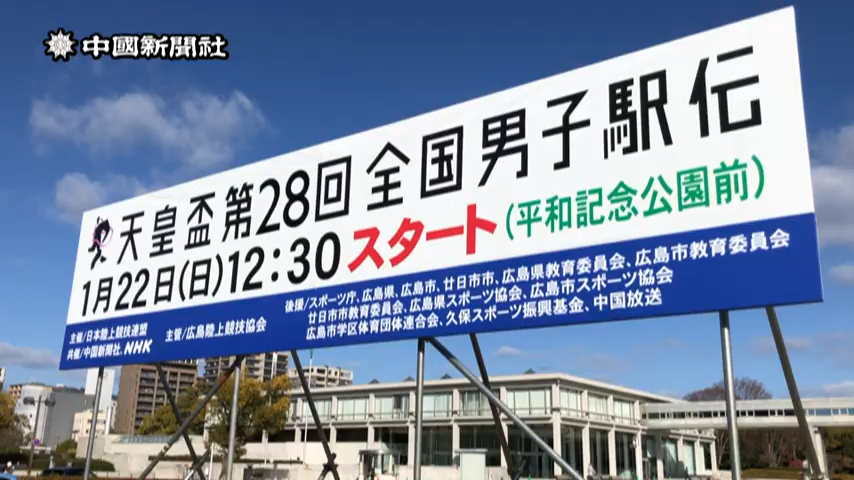 中國新聞社
天皇盃第28回全国男子駅伝
1月22日(日)12:30スタート(平和記念公園前)
主催/日本陸上競技連盟
共催/中国新聞社、NHK
主管/広島陸上競技協会
後援/スポーツ庁、広島県、広島市、廿日市市、広島県教育委員会、広島市教育委員会
廿日市市教育委員会、広島県スポーツ協会、広島市スポーツ協会
広島市学区体育団体連合会、久保スポーツ振興基金、中国放送